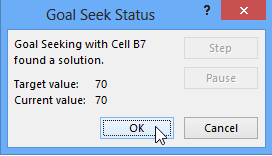 Goal Seek Status
?
Goal Seeking with Cell B7
found a solution.
Step
Pause
Target value: 70
Current value: 70
OK
Cancel